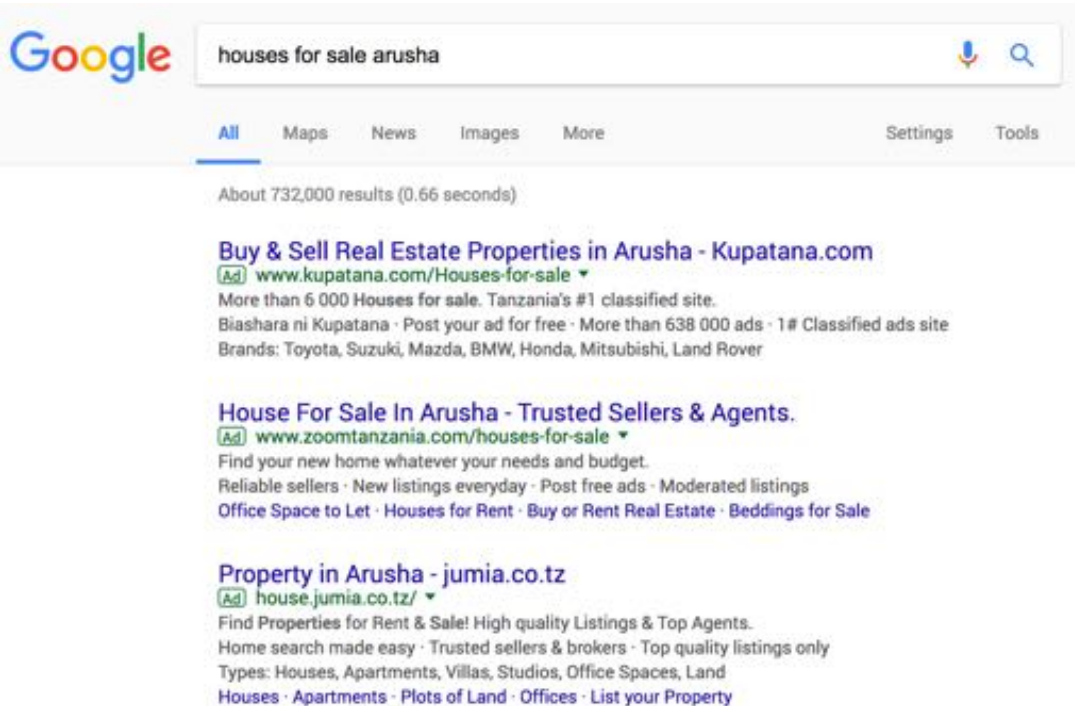 Google houses for sale arusha
All Maps News Images More Settings Tools
About 732,000 results (0.66 seconds)
Buy & Sell Real Estate Properties in Arusha - Kupatana.com
Ad www.kupatana.com/Houses-for-sale
More than 6 000 Houses for sale. Tanzania's #1 classified site.
Biashara ni Kupatana · Post your ad for free · More than 638 000 ads · 1# Classified ads site
Brands: Toyota, Suzuki, Mazda, BMW, Honda, Mitsubishi, Land Rover
House For Sale In Arusha - Trusted Sellers & Agents.
Ad www.zoomtanzania.com/houses-for-sale
Find your new home whatever your needs and budget.
Reliable sellers · New listings everyday · Post free ads · Moderated listings
Office Space to Let · Houses for Rent · Buy or Rent Real Estate · Beddings for Sale
Property in Arusha - jumia.co.tz
Ad house.jumia.co.tz/
Find Properties for Rent & Sale! High quality Listings & Top Agents.
Home search made easy · Trusted sellers & brokers · Top quality listings only
Types: Houses, Apartments, Villas, Studios, Office Spaces, Land
Houses · Apartments · Plots of Land · Offices · List your Property